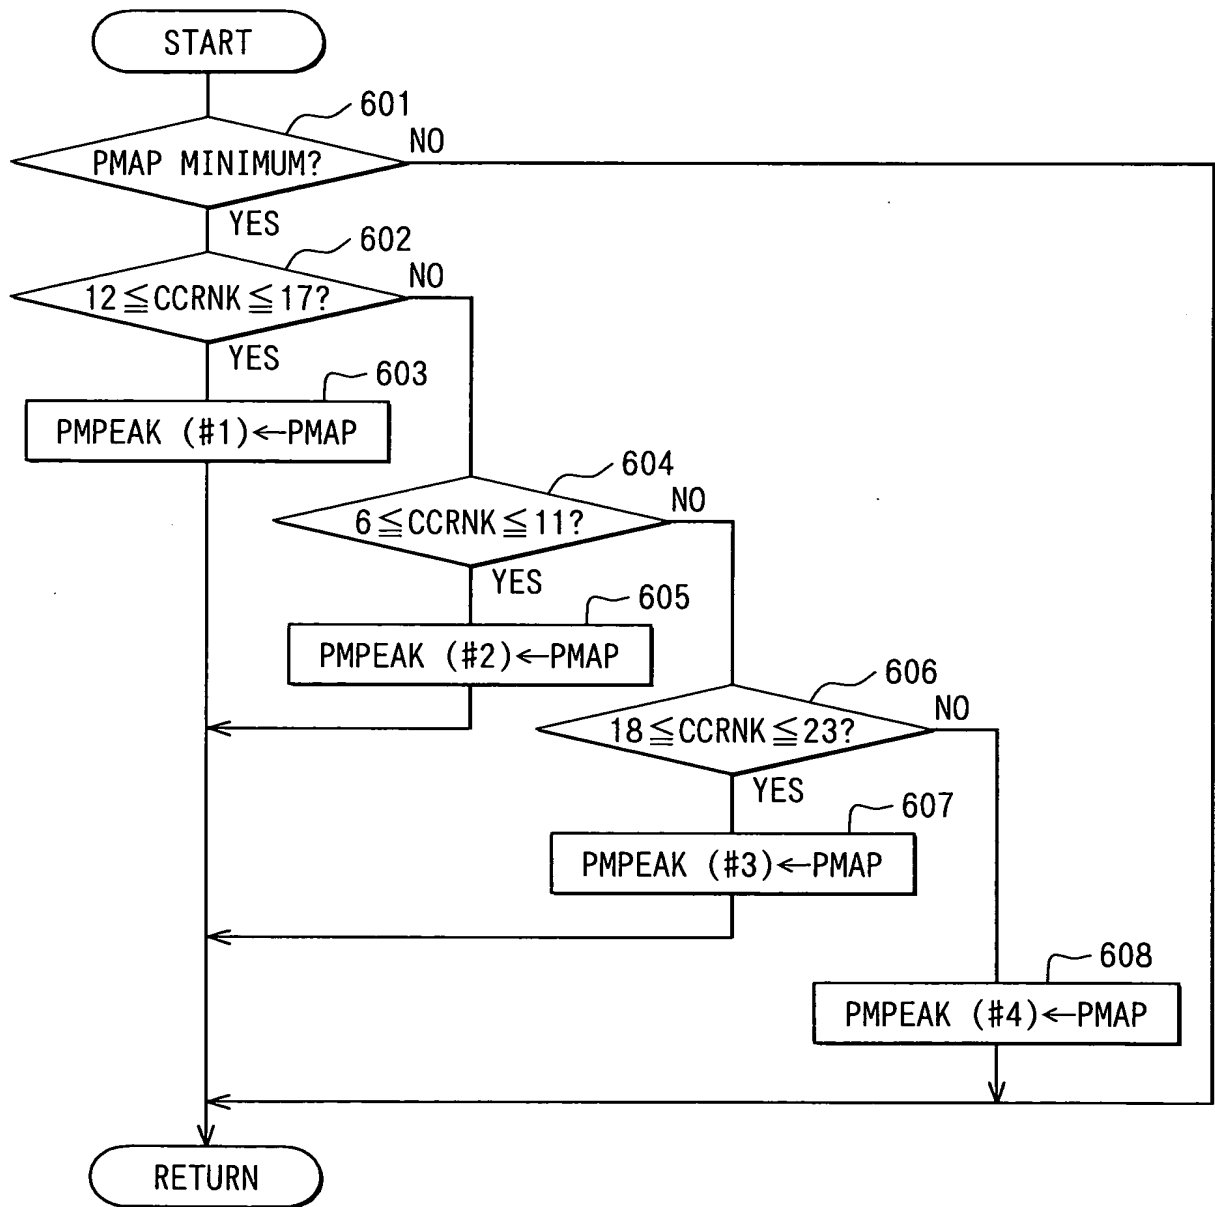 START
601
NO
PMAP MINIMUM?
YES
602
NO
12≦CCRNK≦17?
YES
603
PMPEAK (#1)←PMAP
604
NO
6≦CCRNK≦11?
YES
605
PMPEAK (#2)←PMAP
606
NO
18≦CCRNK≦23?
YES
607
PMPEAK (#3)←PMAP
608
PMPEAK (#4)←PMAP
RETURN